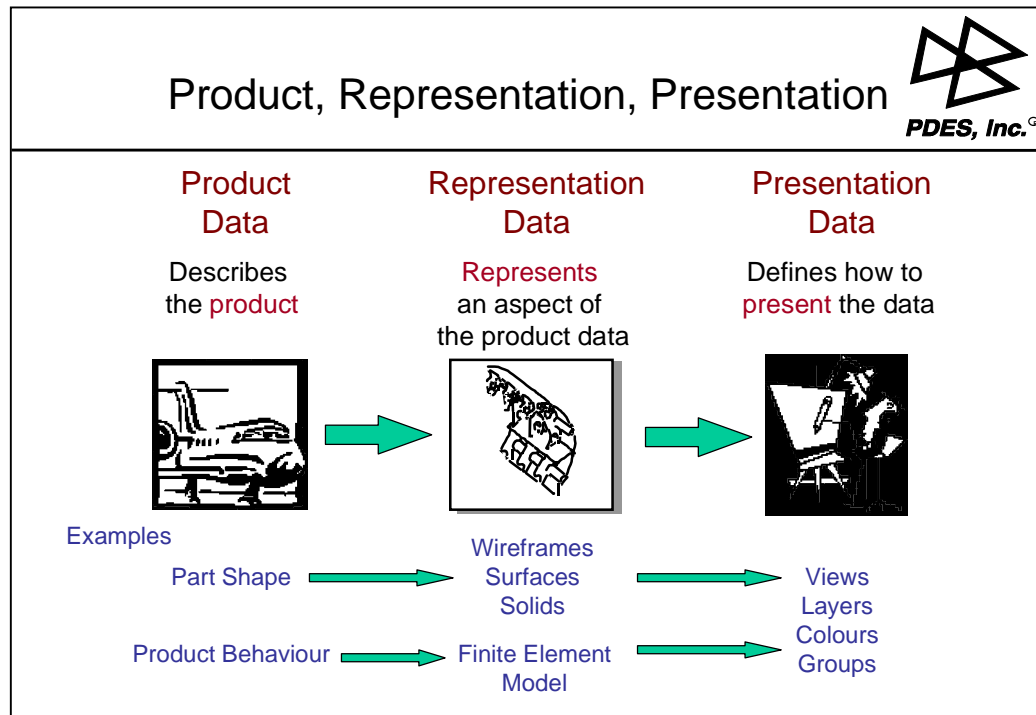 Product, Representation, Presentation
PDES, Inc.
Product
Data
Representation
Data
Presentation
Data
Describes
the product
Represents
an aspect of
the product data
Defines how to
present the data
Examples
Part Shape
Wireframes
Surfaces
Solids
Views
Layers
Colours
Groups
Product Behaviour
Finite Element
Model